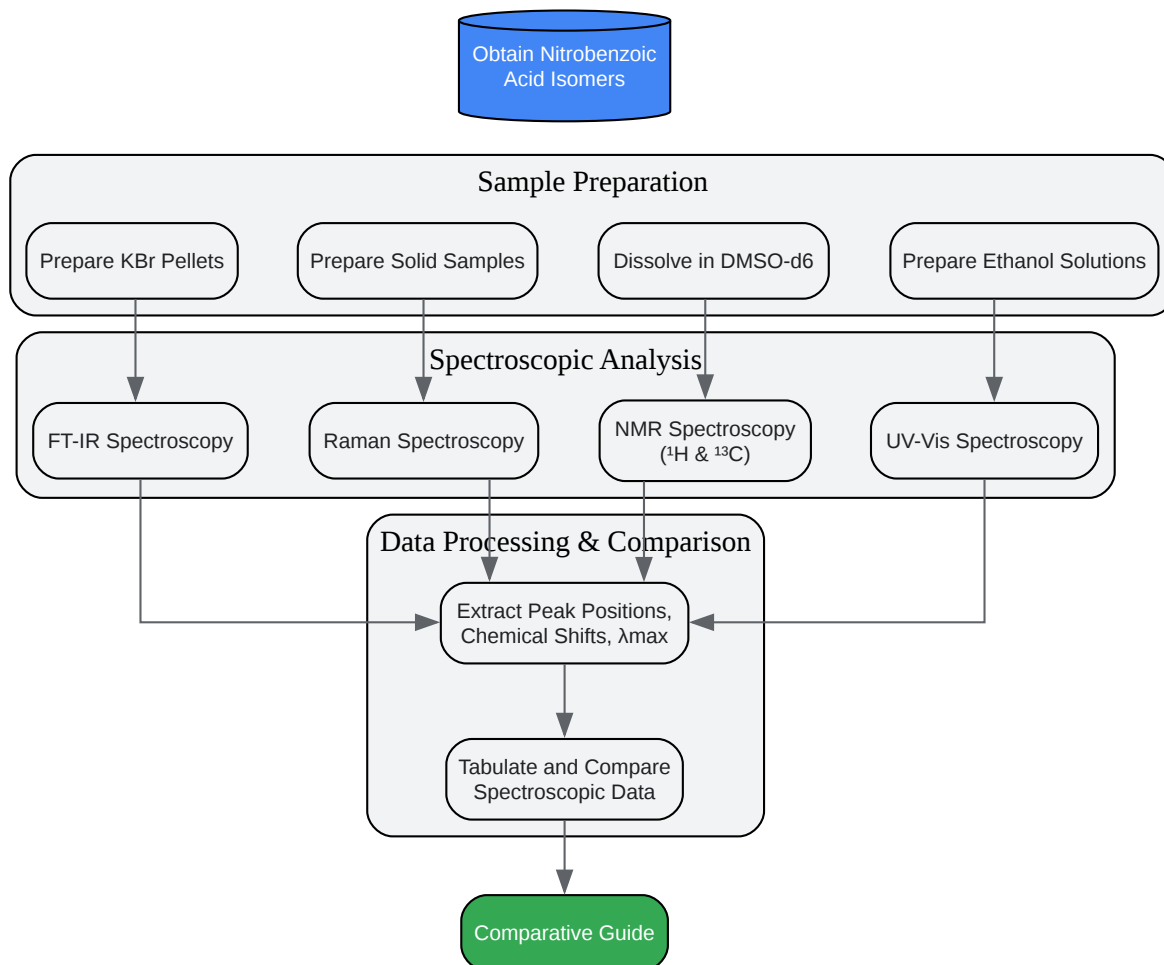 Obtain Nitrobenzoic
Acid Isomers
Sample Preparation
Prepare KBr Pellets
Prepare Solid Samples
Dissolve in DMSO-d6
Prepare Ethanol Solutions
Spectroscopic Analysis
FT-IR Spectroscopy
Raman Spectroscopy
NMR Spectroscopy
(¹H & ¹³C)
UV-Vis Spectroscopy
Data Processing & Comparison
Extract Peak Positions,
Chemical Shifts, λmax
Tabulate and Compare
Spectroscopic Data
Comparative Guide